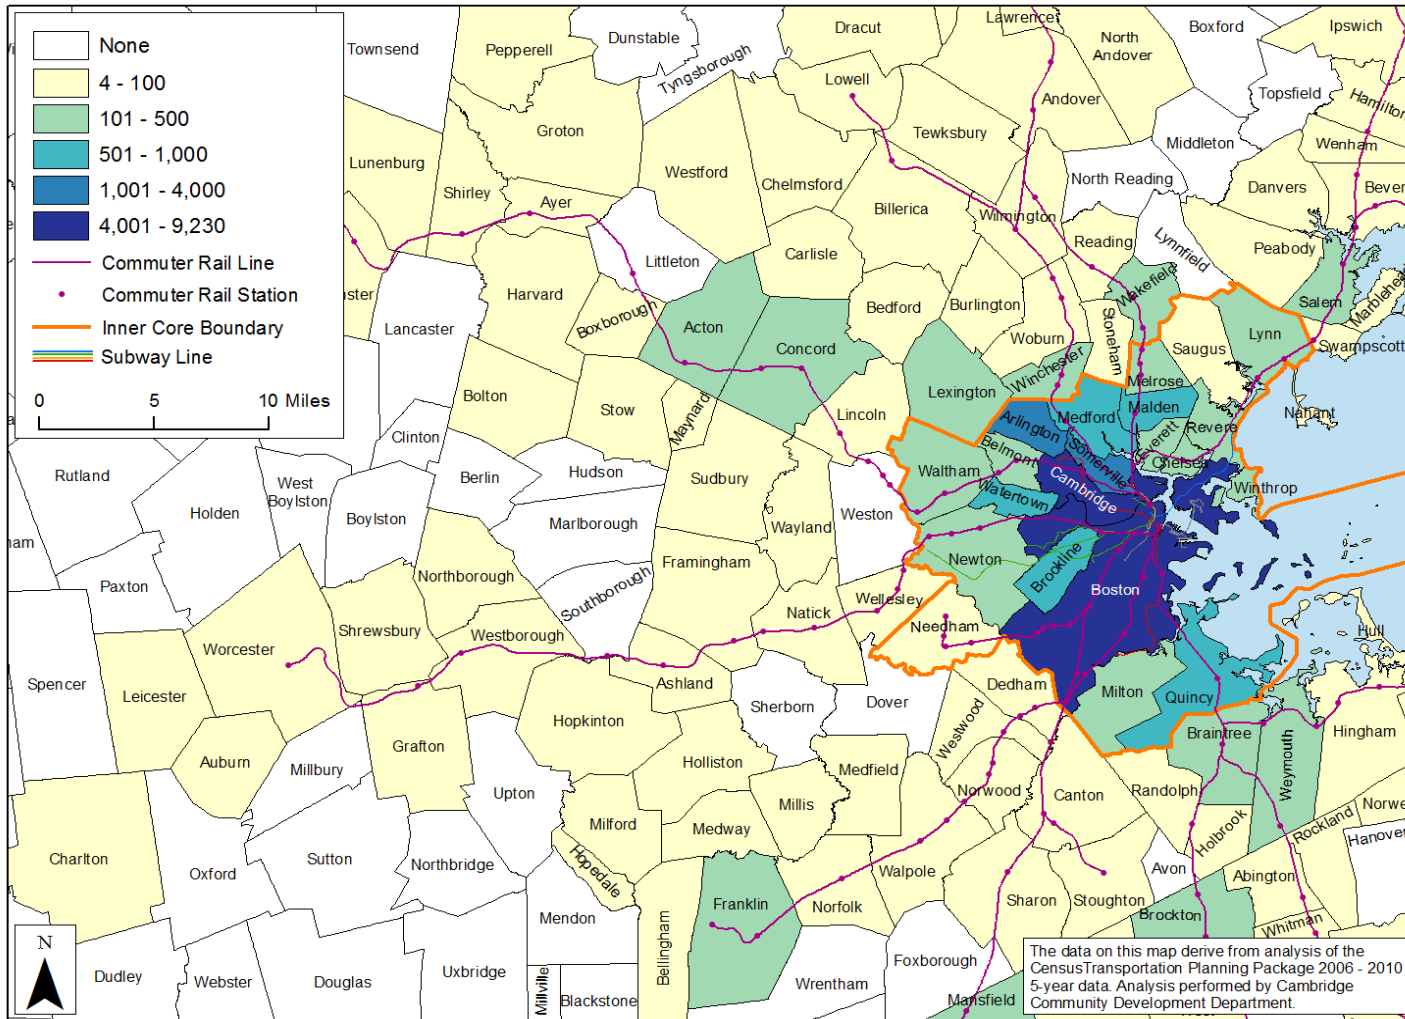 None
4 - 100
101 - 500
501 - 1,000
1,001 - 4,000
4,001 - 9,230
Commuter Rail Line
Commuter Rail Station
Inner Core Boundary
Subway Line
0 5 10 Miles
Townsend
Pepperell
Dunstable
Tyngsborough
Dracut
Lawrence
North
Andover
Boxford
Ipswich
Lowell
Andover
Topsfield
Hamilton
Groton
Tewksbury
Middleton
Wenham
Lunenburg
Shirley
Ayer
Westford
Chelmsford
Billerica
North Reading
Wilmington
Danvers
Bever
Reading
Lynnfield
Peabody
Littleton
Carlisle
Harvard
Boxborough
Bedford
Burlington
Wakefield
Salem
Marblehea
ster
Lancaster
Acton
Concord
Woburn
Stoneham
Saugus
Lynn
Swampscott
Winchester
Melrose
Lexington
Bolton
Stow
Maynard
Lincoln
Arlington
Medford
Malden
Everett
Revere
Nahant
Clinton
Belmont
Somerville
Chelsea
Rutland
West
Boylston
Berlin
Hudson
Sudbury
Waltham
Cambridge
Winthrop
Watertown
Holden
Boylston
Marlborough
Wayland
Weston
ham
Paxton
Northborough
Southborough
Framingham
Newton
Brookline
Boston
Natick
Wellesley
Needham
Shrewsbury
Westborough
Worcester
Hull
Spencer
Leicester
Ashland
Sherborn
Dover
Dedham
Milton
Quincy
Hopkinton
Westwood
Braintree
Weymouth
Hingham
Grafton
Auburn
Millbury
Holliston
Medfield
Upton
Millis
Norwood
Canton
Randolph
Holbrook
Norwe
Milford
Medway
Rockland
Hanover
Charlton
Oxford
Sutton
Northbridge
Hopedale
Walpole
Avon
Abington
Franklin
Norfolk
Sharon
Stoughton
Brockton
Whitman
Mendon
Bellingham
Foxborough
Dudley
Webster
Douglas
Uxbridge
Millville
Blackstone
Wrentham
Mansfield
N
The data on this map derive from analysis of the
CensusTransportation Planning Package 2006 - 2010
5-year data. Analysis performed by Cambridge
Community Development Department.